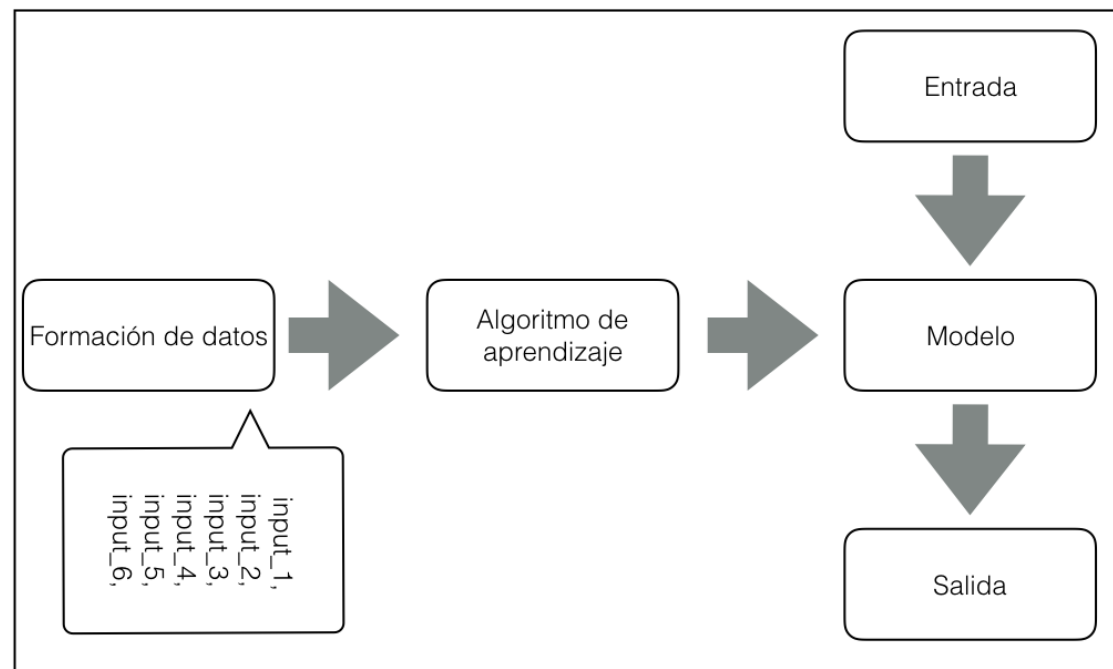 Entrada
Formación de datos
Algoritmo de
aprendizaje
Modelo
input_1,
input_2,
input_3,
input_4,
input_5,
input_6,
Salida